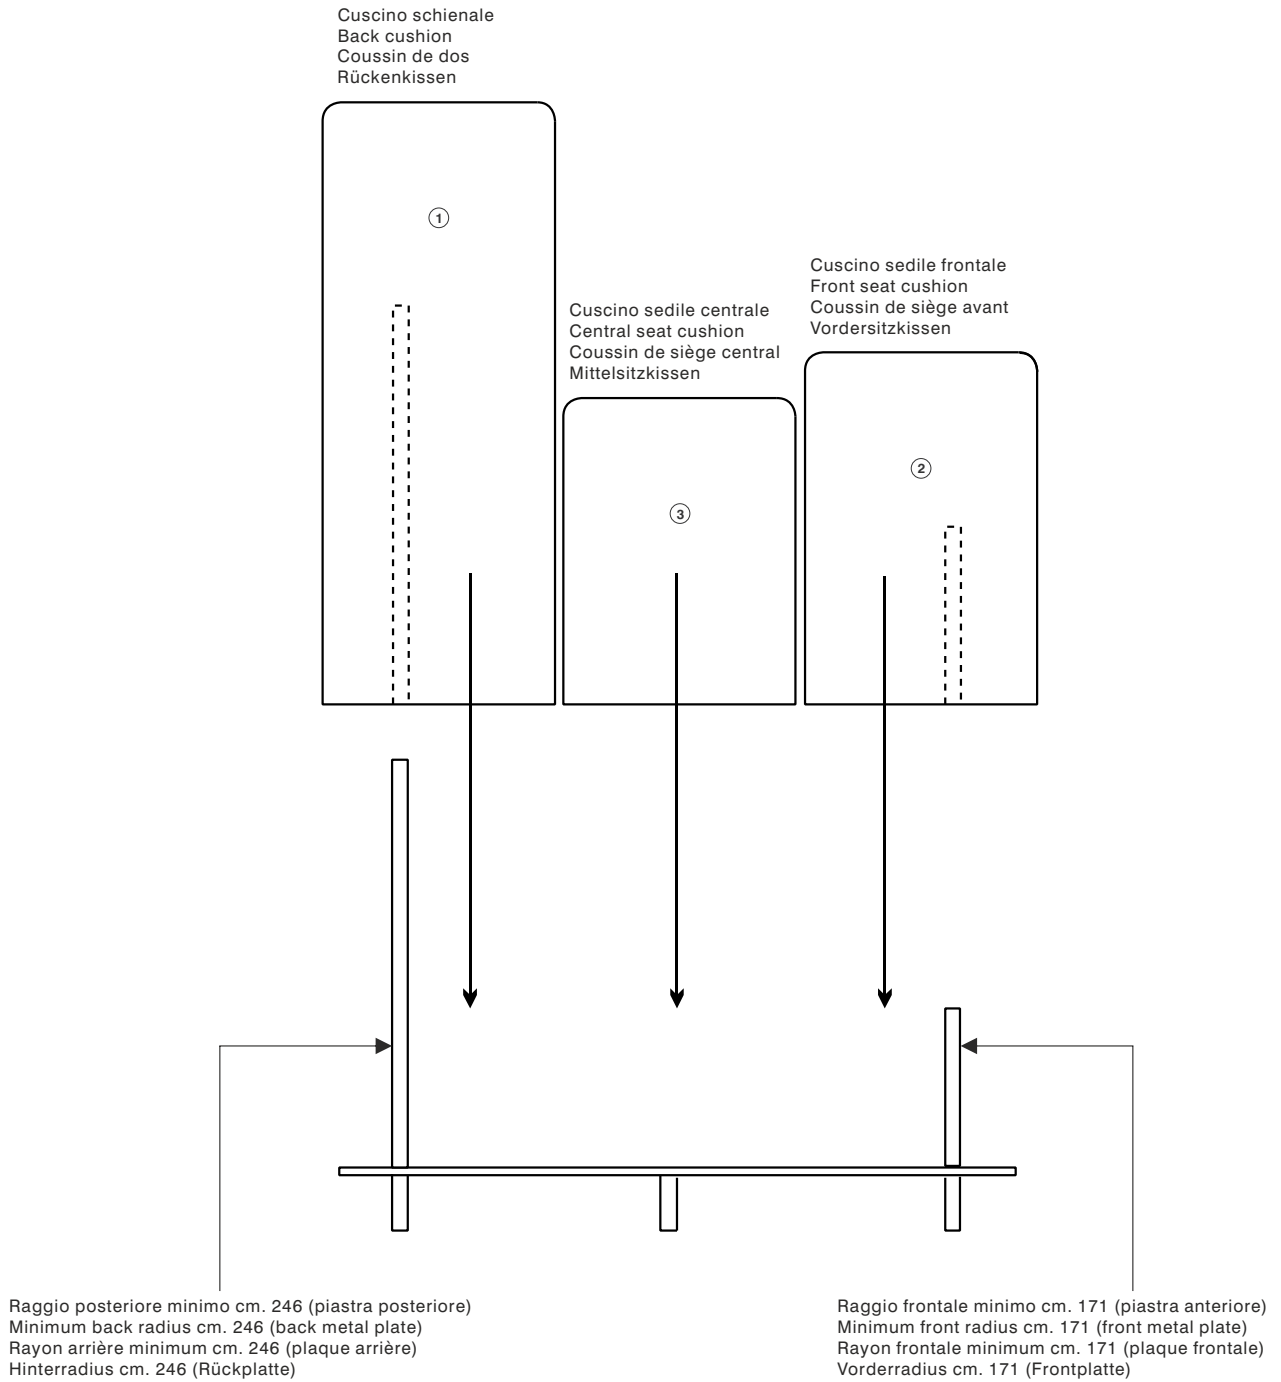 Cuscino schienale
Back cushion
Coussin de dos
Rückenkissen
1
Cuscino sedile centrale
Central seat cushion
Coussin de siège central
Mittelsitzkissen
3
Cuscino sedile frontale
Front seat cushion
Coussin de siège avant
Vordersitzkissen
2
Raggio posteriore minimo cm. 246 (piastra posteriore)
Minimum back radius cm. 246 (back metal plate)
Rayon arrière minimum cm. 246 (plaque arrière)
Hinterradius cm. 246 (Rückplatte)
Raggio frontale minimo cm. 171 (piastra anteriore)
Minimum front radius cm. 171 (front metal plate)
Rayon frontale minimum cm. 171 (plaque frontale)
Vorderradius cm. 171 (Frontplatte)